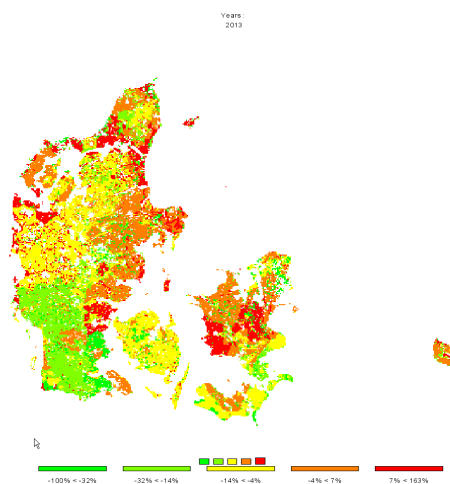 Years:
2013
-100% < -32%
-32% < -14%
-14% < -4%
-4% < 7%
7% < 163%